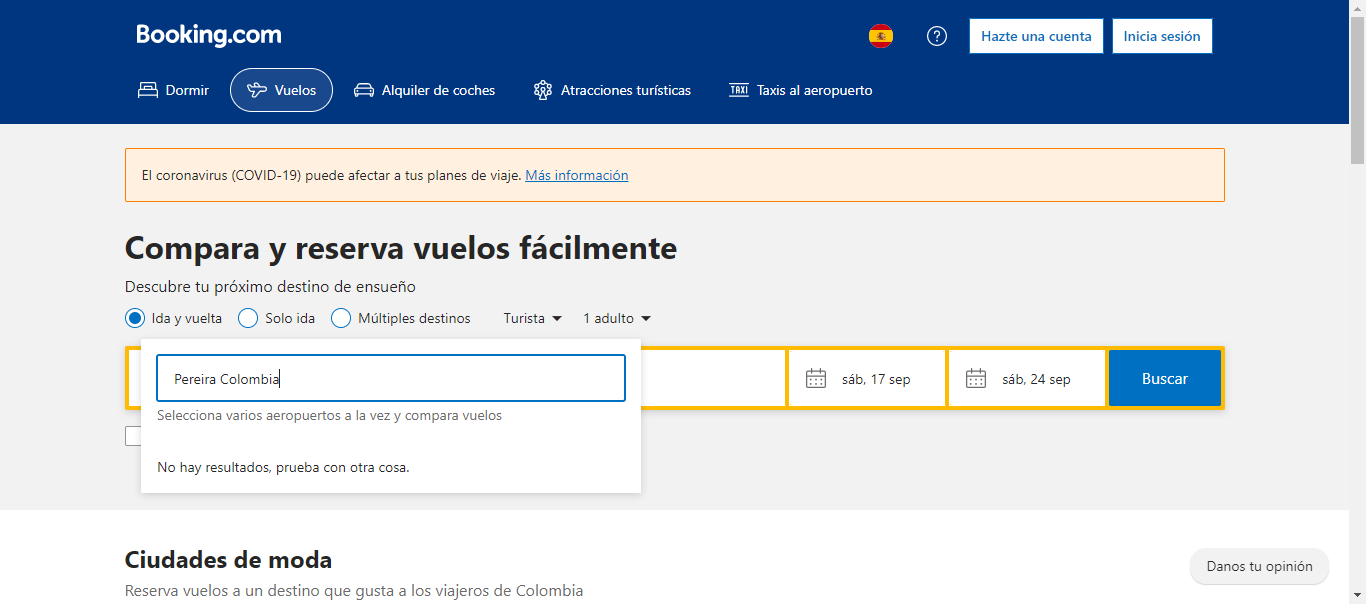 Booking.com
Hazte una cuenta
Inicia sesión
Dormir
Vuelos
Alquiler de coches
Atracciones turísticas
TAXI
Taxis al aeropuerto
El coronavirus (COVID-19) puede afectar a tus planes de viaje. Más información
Compara y reserva vuelos fácilmente
Descubre tu próximo destino de ensueño
Ida y vuelta
Solo ida
Múltiples destinos
Turista
1 adulto
Pereira Colombia
sáb, 17 sep
sáb, 24 sep
Buscar
Selecciona varios aeropuertos a la vez y compara vuelos
No hay resultados, prueba con otra cosa.
Ciudades de moda
Reserva vuelos a un destino que gusta a los viajeros de Colombia
Danos tu opinión